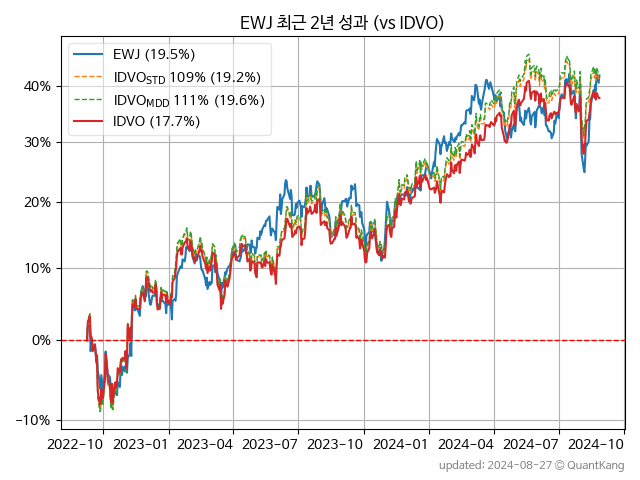 EWJ 최근 2년 성과 (vs IDVO)
EWJ (19.5%)
IDVO_STD 109% (19.2%)
IDVO_MDD 111% (19.6%)
IDVO (17.7%)
40%
30%
20%
10%
0%
−10%
2022-10 2023-01 2023-04 2023-07 2023-10 2024-01 2024-04 2024-07 2024-10
updated: 2024-08-27 © QuantKang